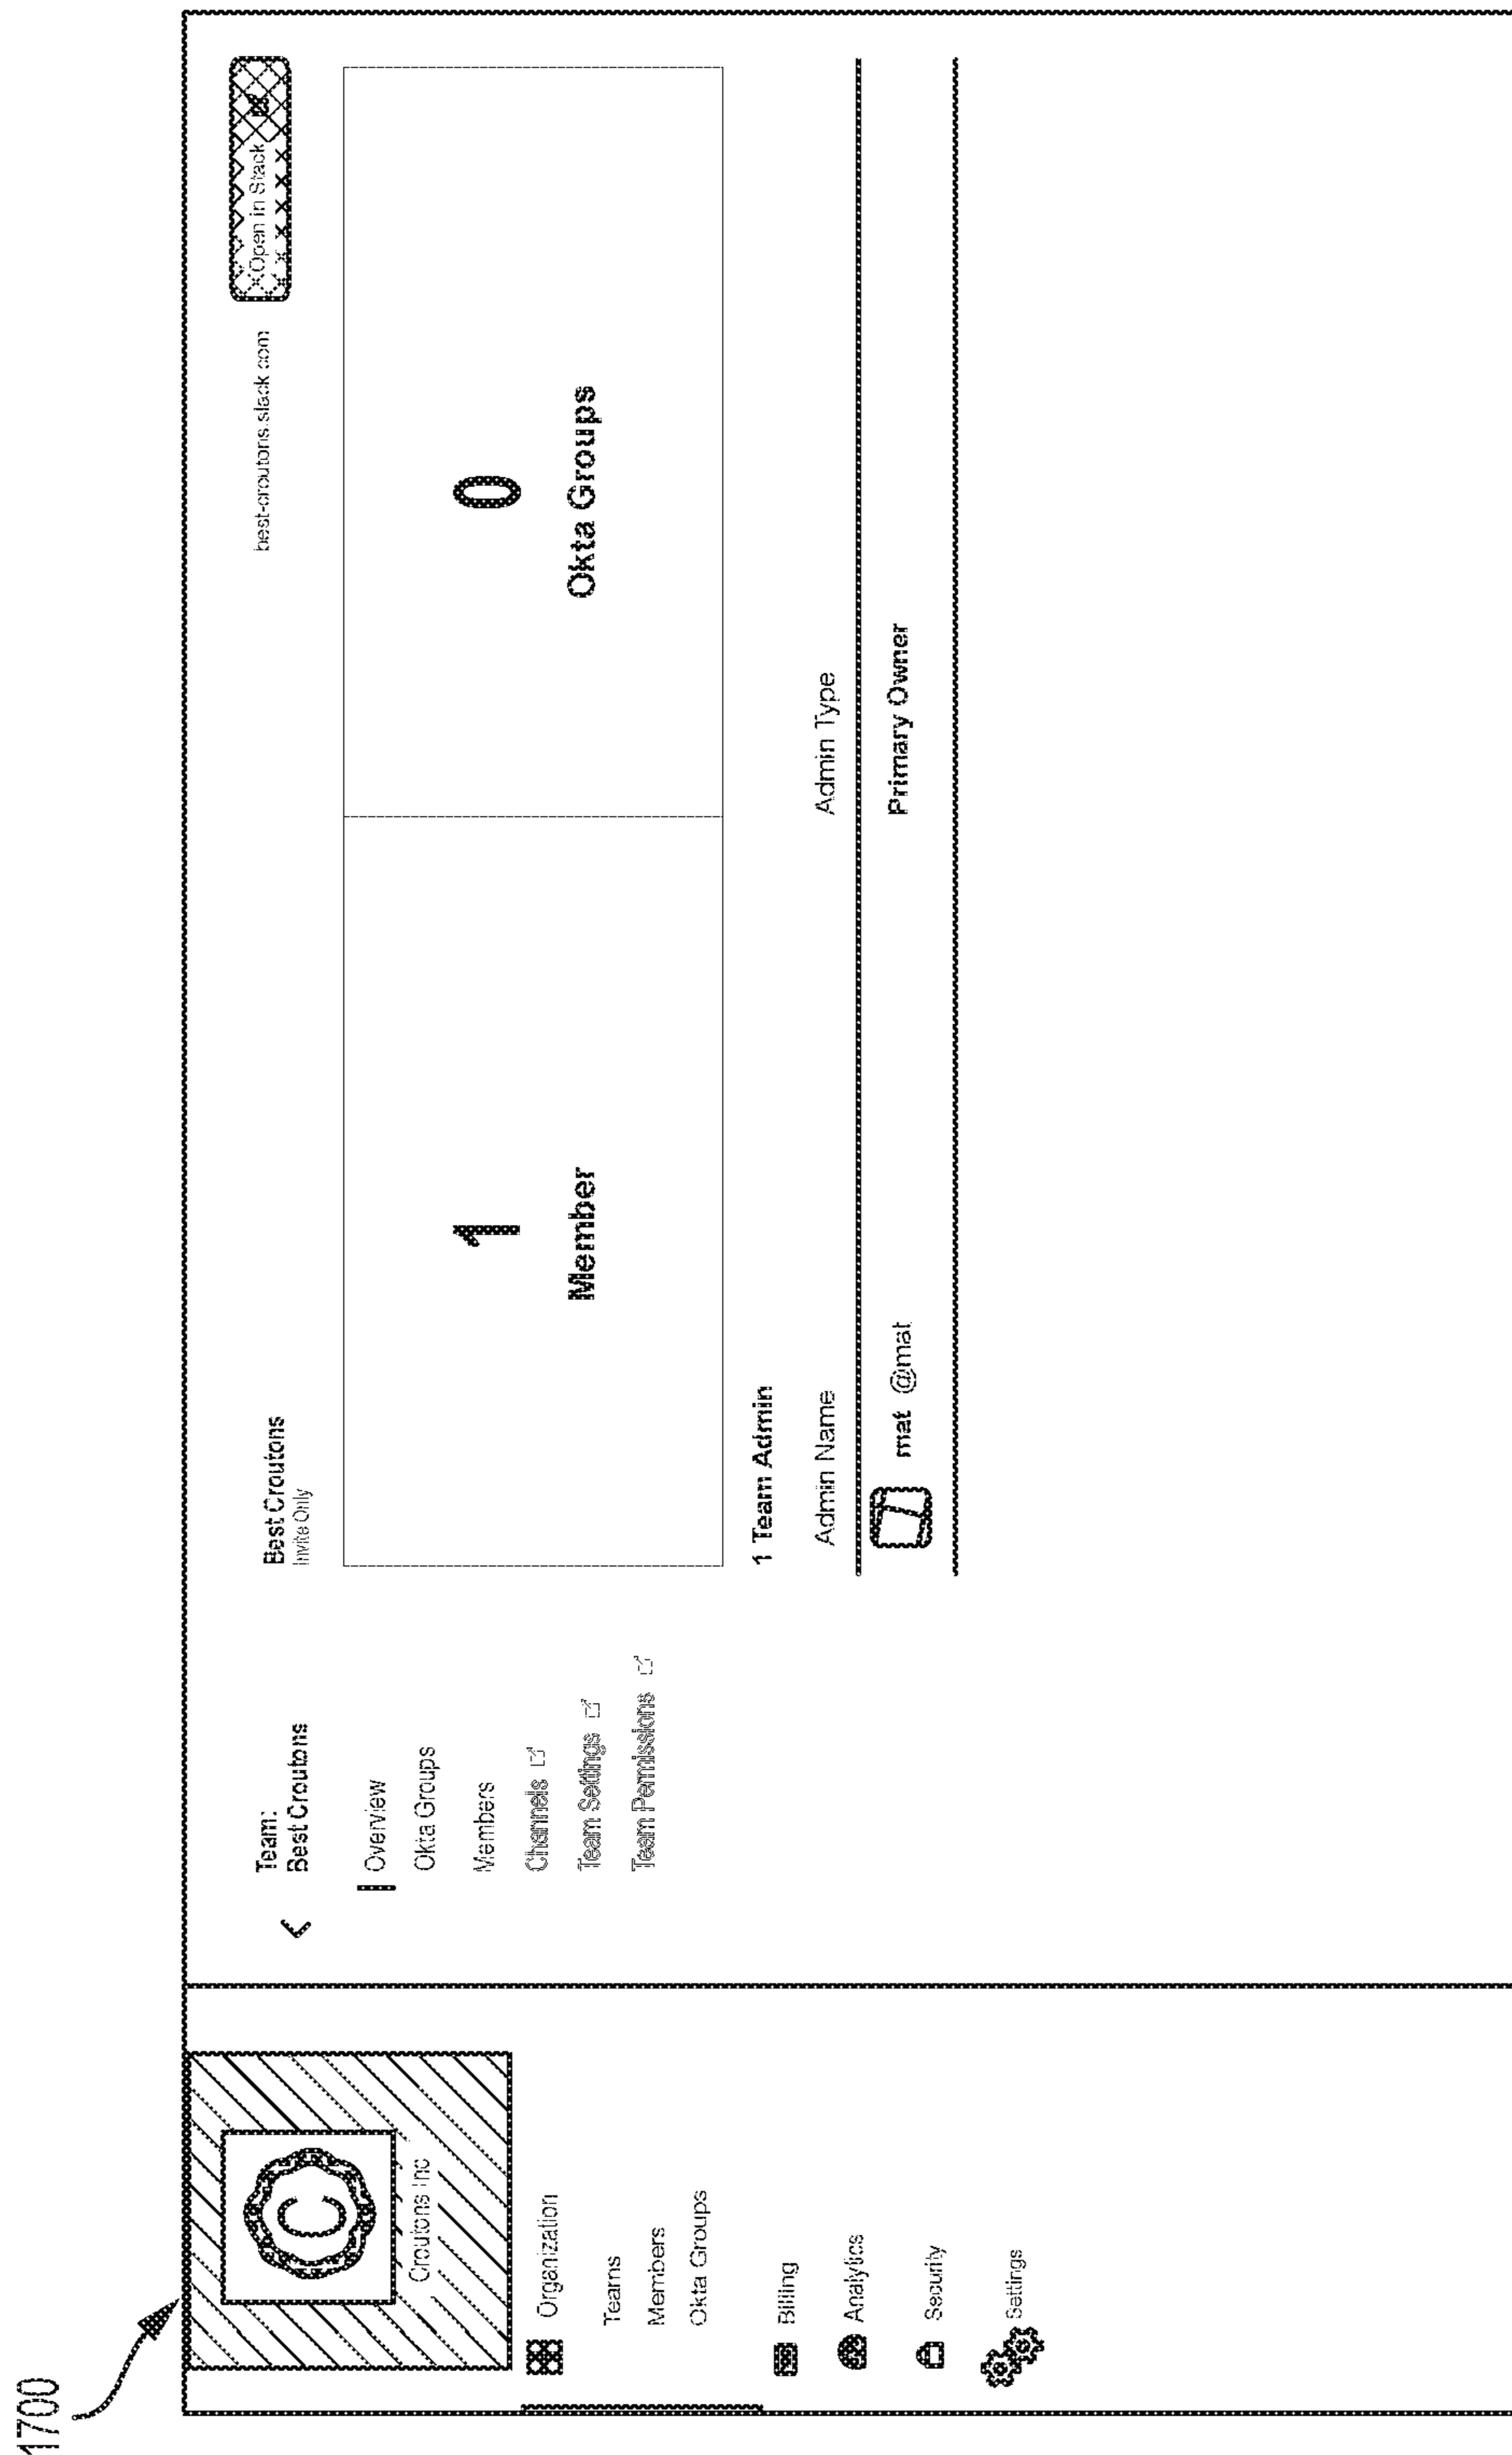 1700
C
Croutons Inc
Organization
Teams
Members
Okta Groups
Billing
Analytics
Security
Settings
Team:
Best Croutons
Overview
Okta Groups
Members
Channels
Team Settings
Team Permissions
Best Croutons
Invite Only
best-croutons.slack.com
Open in Stack
1
Member
0
Okta Groups
1 Team Admin
Admin Name
Admin Type
mat @mat
Primary Owner